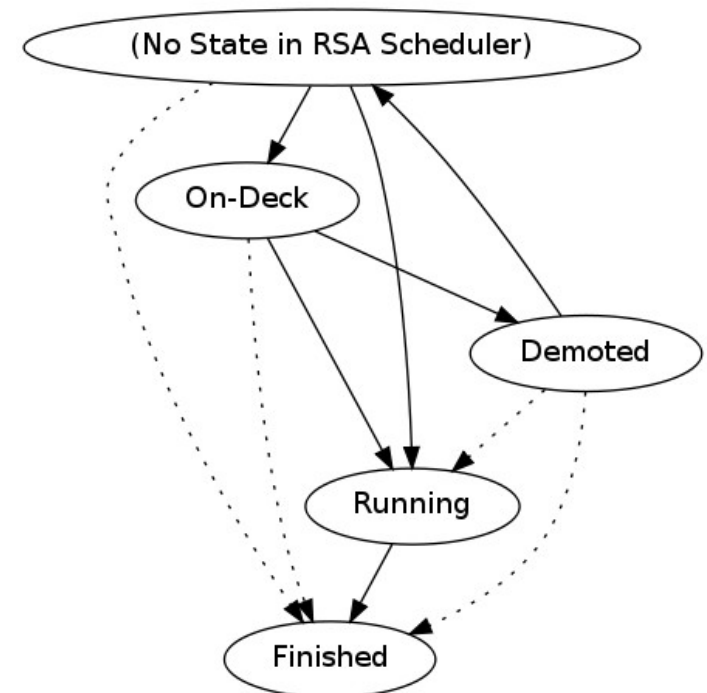 (No State in RSA Scheduler)
On-Deck
Demoted
Running
Finished